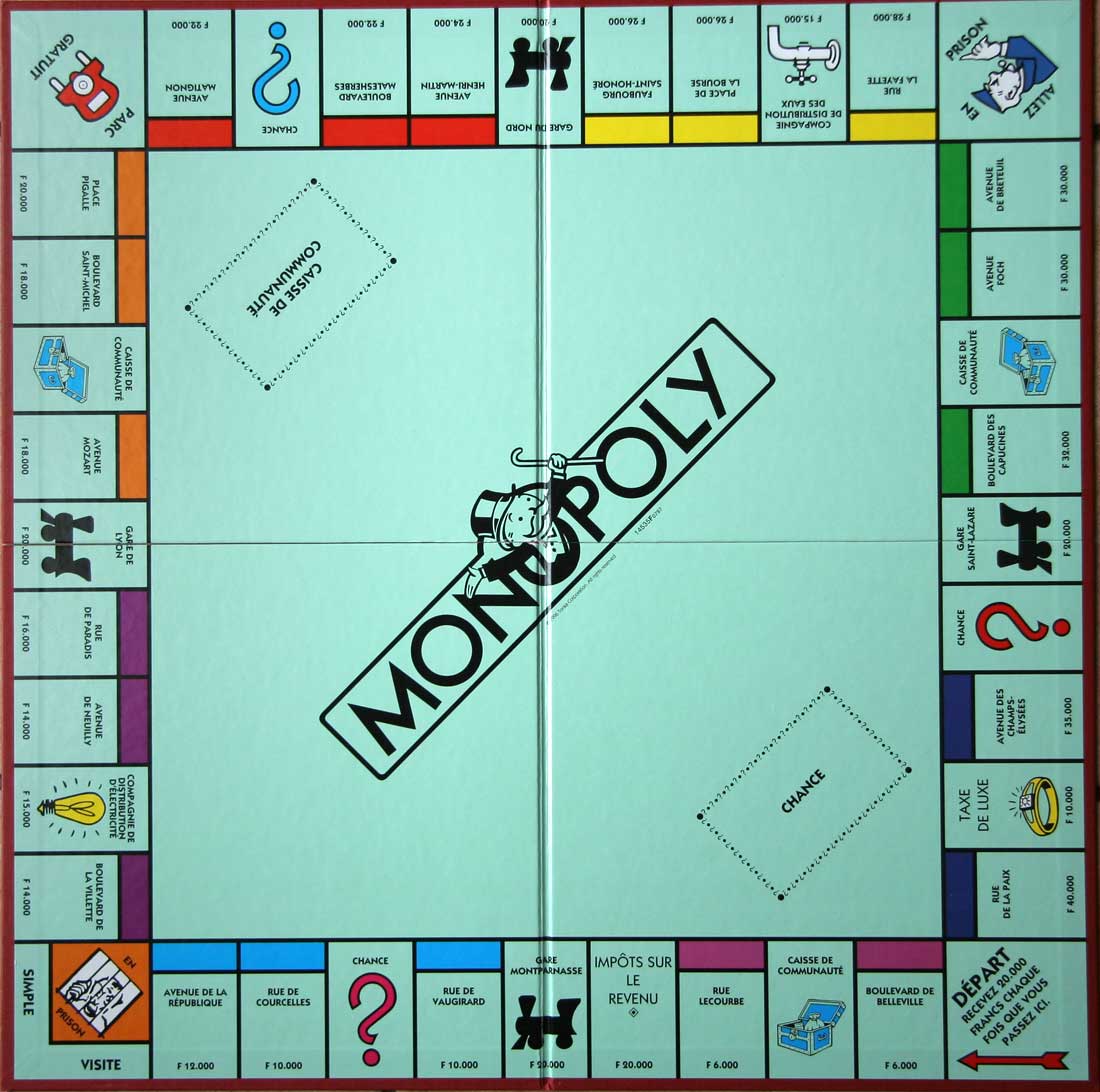 SIMPLE
VISITE
EN
PRISON
F 14.000
BOULEVARD DE
LA VILLETTE
F 15.000
COMPAGNIE DE
DISTRIBUTION
D'ÉLECTRICITÉ
F 14.000
AVENUE
DE NEUILLY
F 16.000
RUE
DE PARADIS
F 20.000
GARE DE
LYON
F 18.000
AVENUE
MOZART
CAISSE DE
COMMUNAUTÉ
F 18.000
BOULEVARD
SAINT-MICHEL
F 20.000
PLACE
PIGALLE
PARC
GRATUIT
AVENUE
MATIGNON
F 22.000
CHANCE
?
BOULEVARD
MALESHERBES
F 22.000
AVENUE
HENRI-MARTIN
F 24.000
GARE DU NORD
F 20.000
FAUBOURG
SAINT-HONORÉ
F 26.000
PLACE DE
LA BOURSE
F 26.000
COMPAGNIE
DE DISTRIBUTION
DES EAUX
F 15.000
RUE
LA FAYETTE
F 28.000
ALLEZ
EN
PRISON
AVENUE
DE BRETEUIL
F 30.000
AVENUE
FOCH
F 30.000
CAISSE DE
COMMUNAUTÉ
BOULEVARD DES
CAPUCINES
F 32.000
GARE
SAINT-LAZARE
F 20.000
CHANCE
?
AVENUE DES
CHAMPS-
ÉLYSÉES
F 35.000
TAXE
DE LUXE
F 10.000
RUE
DE LA PAIX
F 40.000
DÉPART
RECEVEZ 20.000
FRANCS CHAQUE
FOIS QUE VOUS
PASSEZ ICI.
BOULEVARD DE
BELLEVILLE
F 6.000
CAISSE DE
COMMUNAUTÉ
RUE
LECOURBE
F 6.000
IMPÔTS SUR
LE
REVENU
F 20.000
GARE
MONTPARNASSE
F 20.000
RUE DE
VAUGIRARD
F 10.000
CHANCE
?
RUE DE
COURCELLES
F 10.000
AVENUE DE LA
RÉPUBLIQUE
F 12.000
CAISSE DE
COMMUNAUTÉ
MONOPOLY
CHANCE